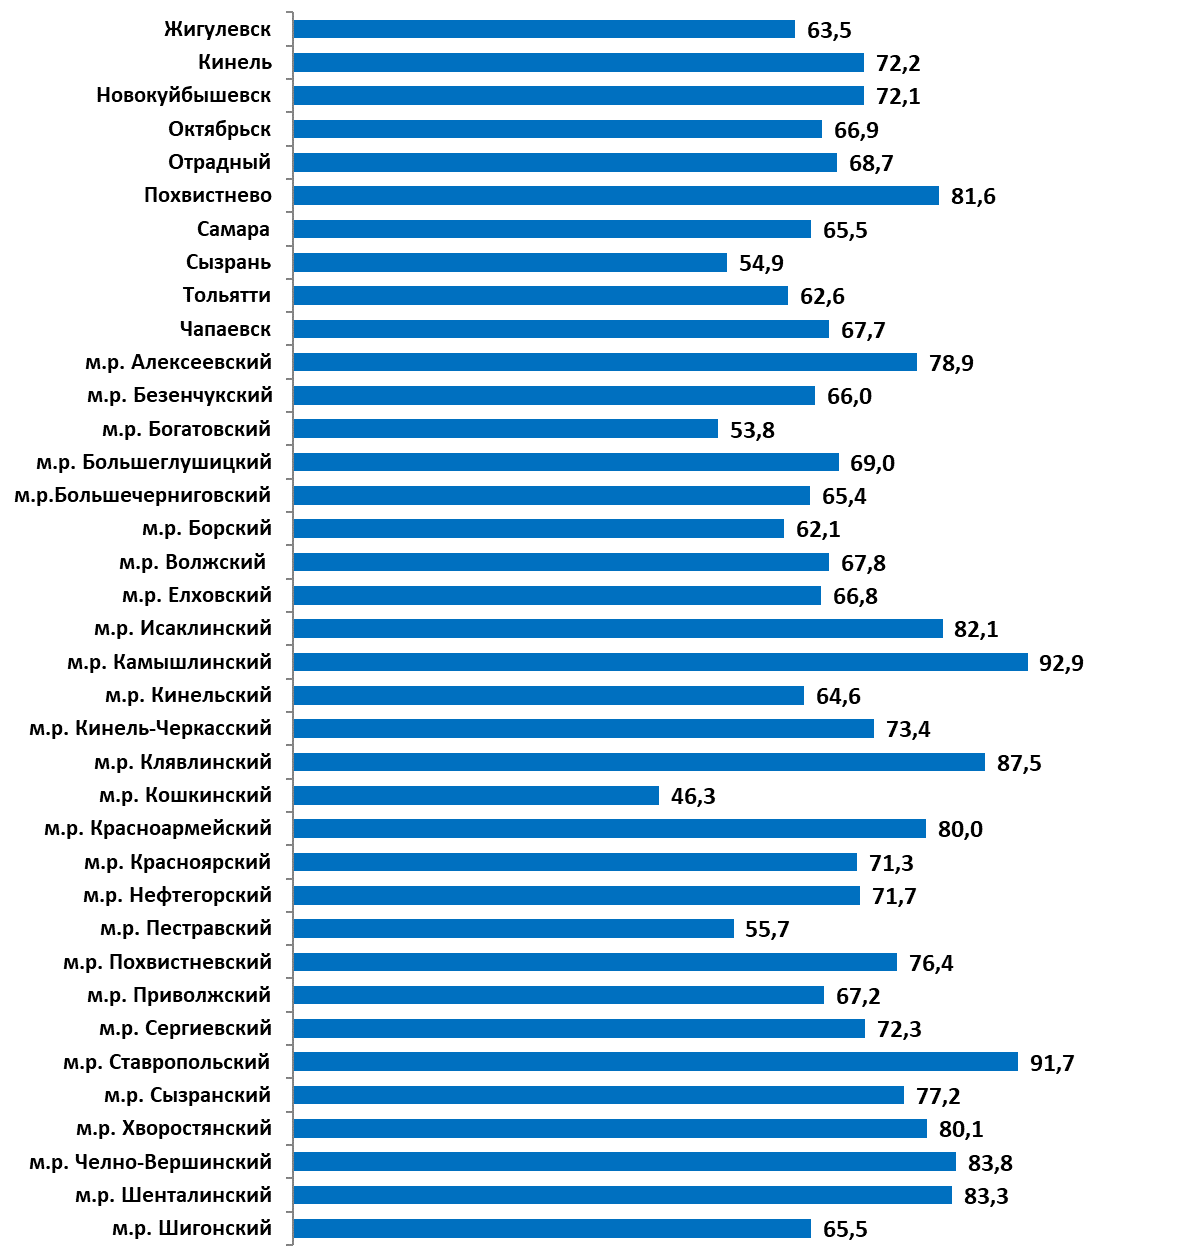 Жигулевск 63,5
Кинель 72,2
Новокуйбышевск 72,1
Октябрьск 66,9
Отрадный 68,7
Похвистнево 81,6
Самара 65,5
Сызрань 54,9
Тольятти 62,6
Чапаевск 67,7
м.р. Алексеевский 78,9
м.р. Безенчукский 66,0
м.р. Богатовский 53,8
м.р. Большеглушицкий 69,0
м.р.Большечерниговский 65,4
м.р. Борский 62,1
м.р. Волжский 67,8
м.р. Елховский 66,8
м.р. Исаклинский 82,1
м.р. Камышлинский 92,9
м.р. Кинельский 64,6
м.р. Кинель-Черкасский 73,4
м.р. Клявлинский 87,5
м.р. Кошкинский 46,3
м.р. Красноармейский 80,0
м.р. Красноярский 71,3
м.р. Нефтегорский 71,7
м.р. Пестравский 55,7
м.р. Похвистневский 76,4
м.р. Приволжский 67,2
м.р. Сергиевский 72,3
м.р. Ставропольский 91,7
м.р. Сызранский 77,2
м.р. Хворостянский 80,1
м.р. Челно-Вершинский 83,8
м.р. Шенталинский 83,3
м.р. Шигонский 65,5